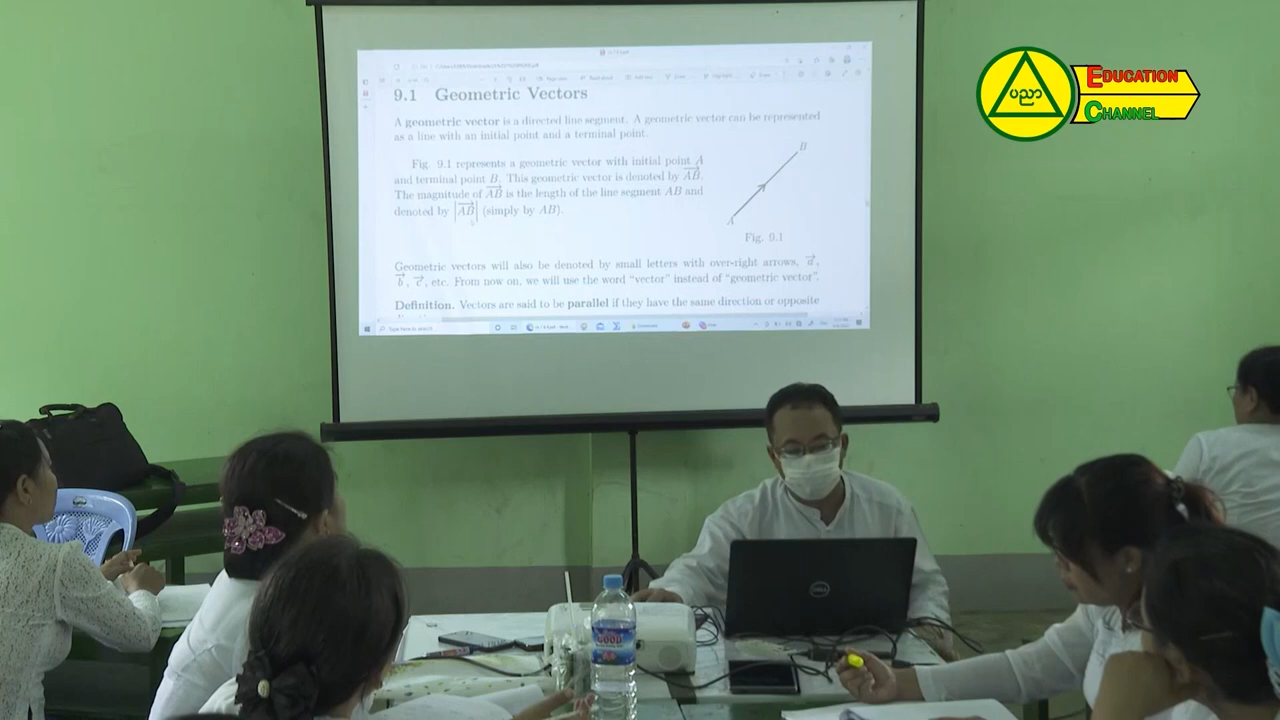 9.1 Geometric Vectors
A geometric vector is a directed line segment. A geometric vector can be represented
as a line with an initial point and a terminal point.
Fig. 9.1 represents a geometric vector with initial point A
and terminal point B. This geometric vector is denoted by AB⃗.
The magnitude of AB⃗ is the length of the line segment AB and
denoted by |AB⃗| (simply by AB).
B
A
Fig. 9.1
Geometric vectors will also be denoted by small letters with over-right arrows, a⃗,
b⃗, c⃗, etc. From now on, we will use the word “vector” instead of “geometric vector”.
Definition. Vectors are said to be parallel if they have the same direction or opposite
Type here to search
ပညာ
EDUCATION
CHANNEL
DELL
GOOD